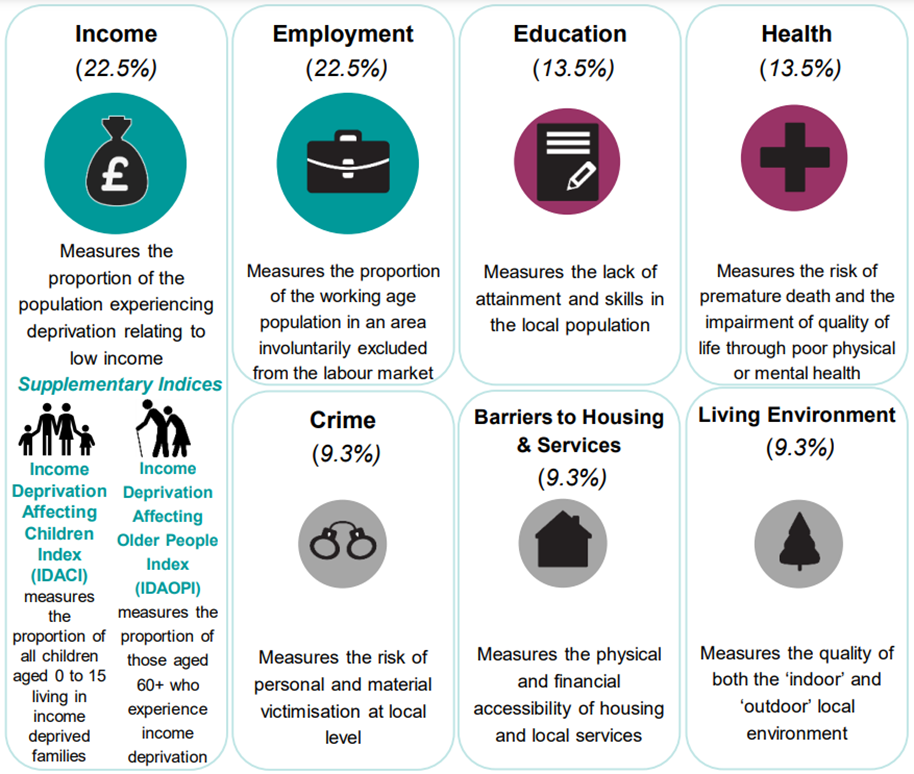 Income
(22.5%)
£
Measures the
proportion of the
population experiencing
deprivation relating to
low income
Supplementary Indices
Income
Deprivation
Affecting
Children
Index
(IDACI)
measures
the
proportion of
all children
aged 0 to 15
living in
income
deprived
families
Income
Deprivation
Affecting
Older People
Index
(IDAOPI)
measures the
proportion of
those aged
60+ who
experience
income
deprivation
Employment
(22.5%)
Measures the proportion
of the working age
population in an area
involuntarily excluded
from the labour market
Education
(13.5%)
Measures the lack of
attainment and skills in
the local population
Health
(13.5%)
Measures the risk of
premature death and the
impairment of quality of
life through poor physical
or mental health
Crime
(9.3%)
Measures the risk of
personal and material
victimisation at local
level
Barriers to Housing
& Services
(9.3%)
Measures the physical
and financial
accessibility of housing
and local services
Living Environment
(9.3%)
Measures the quality of
both the ‘indoor’ and
‘outdoor’ local
environment